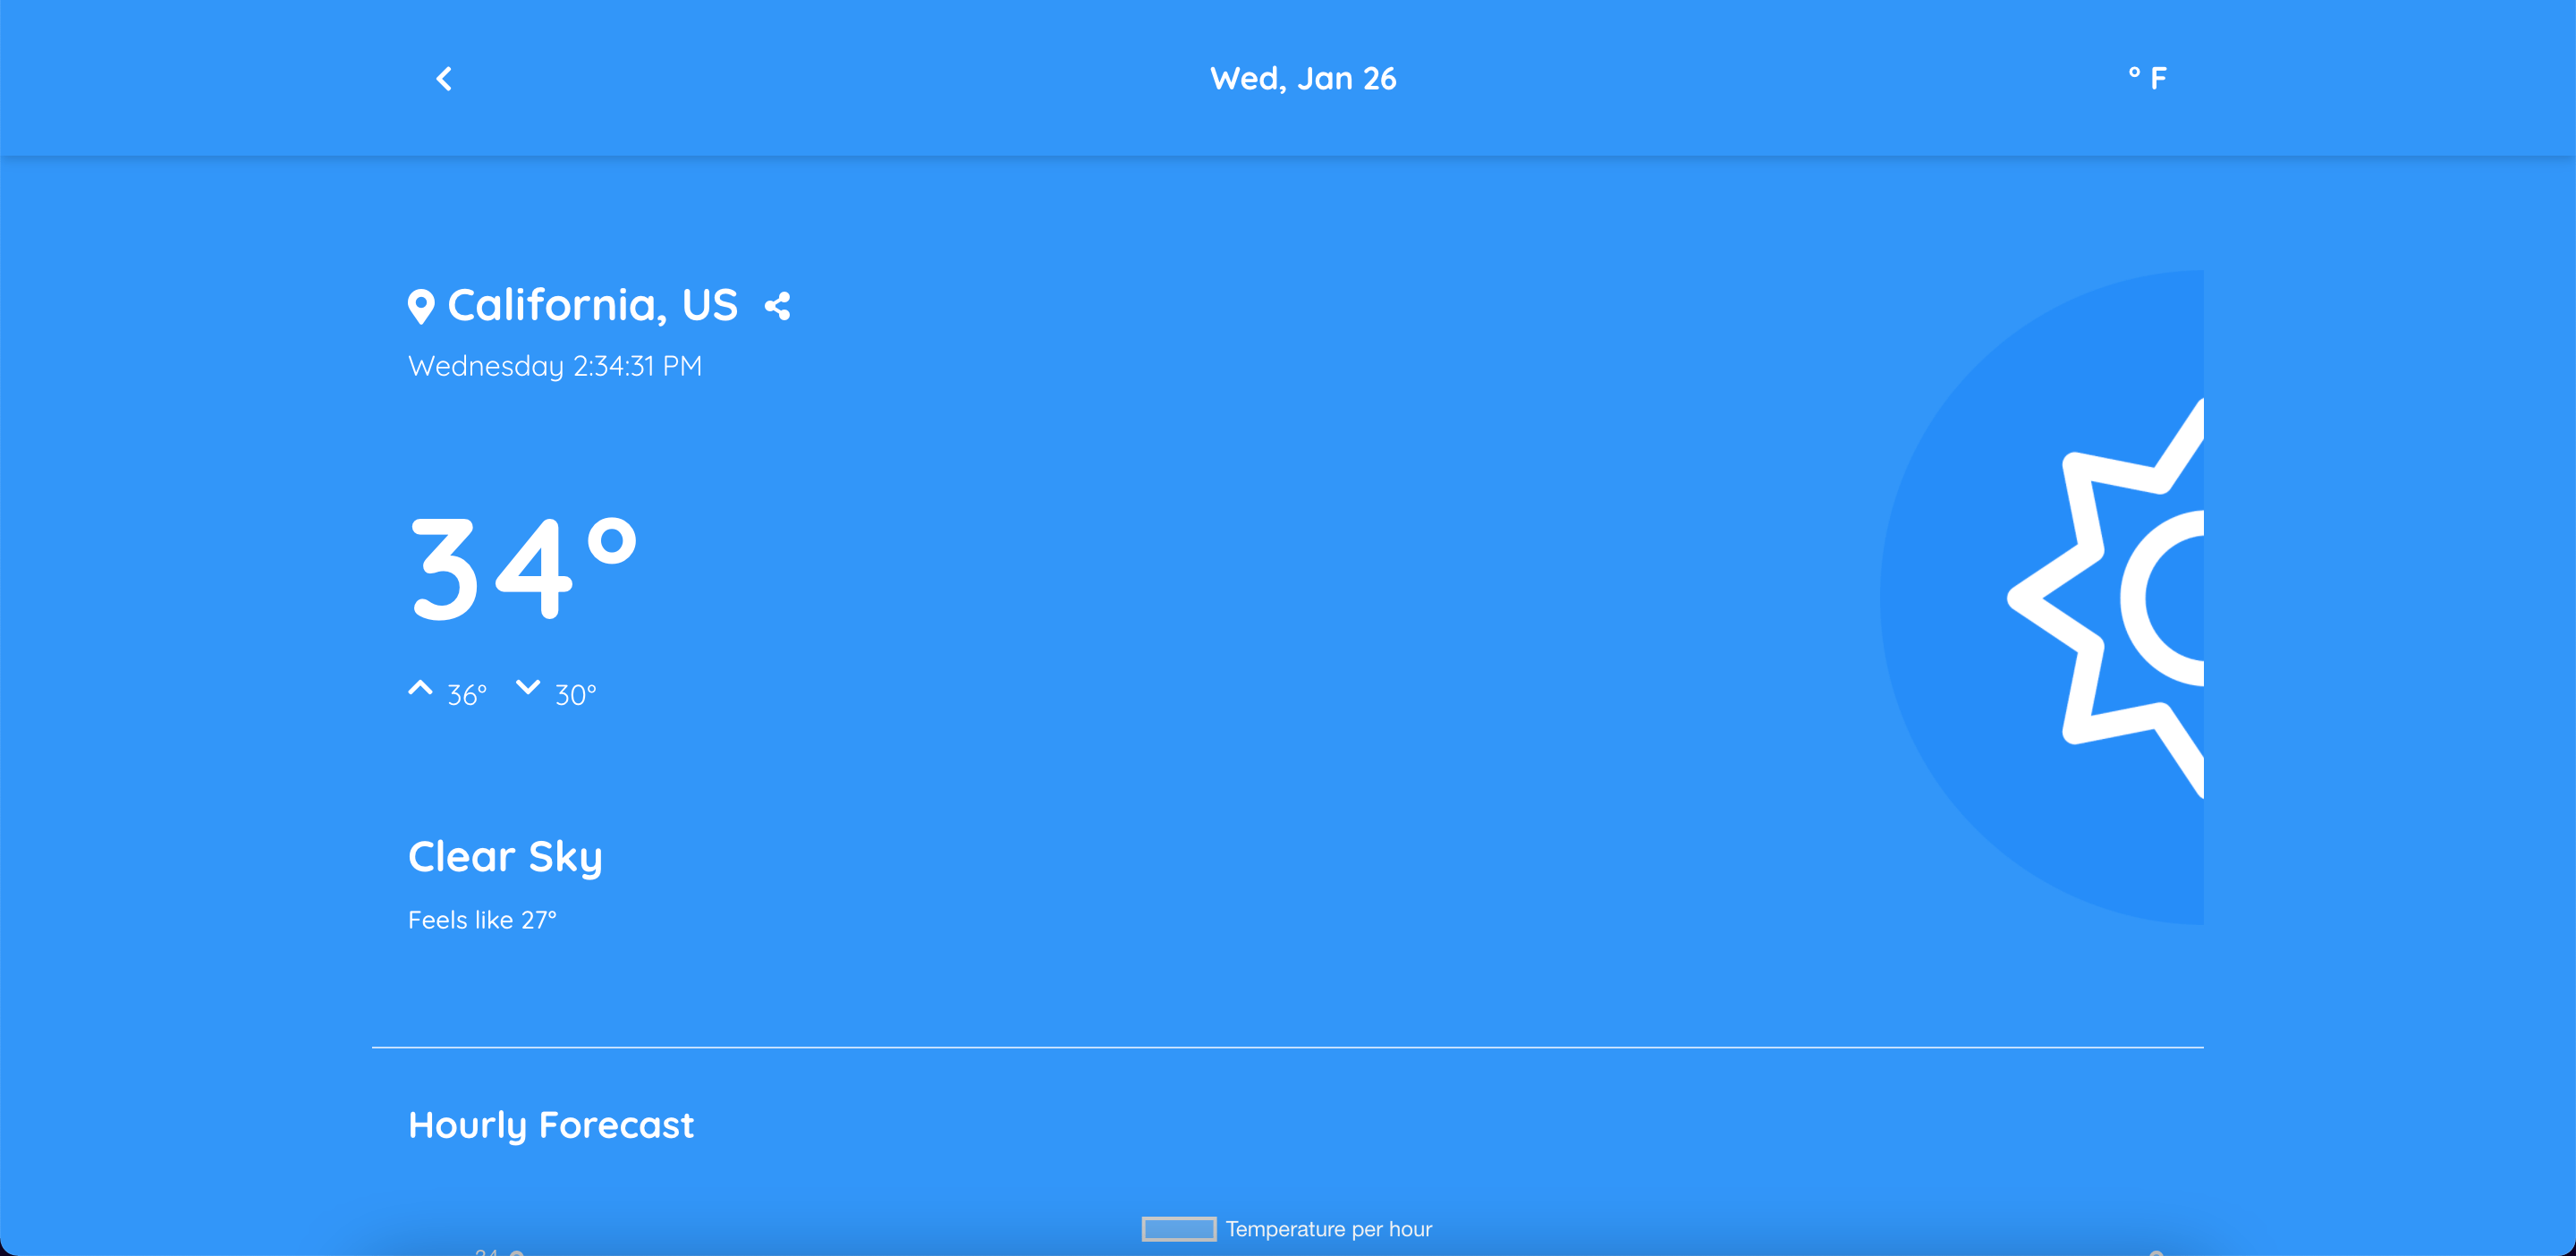 Wed, Jan 26
° F
California, US
Wednesday 2:34:31 PM
34°
36° 30°
Clear Sky
Feels like 27°
Hourly Forecast
Temperature per hour